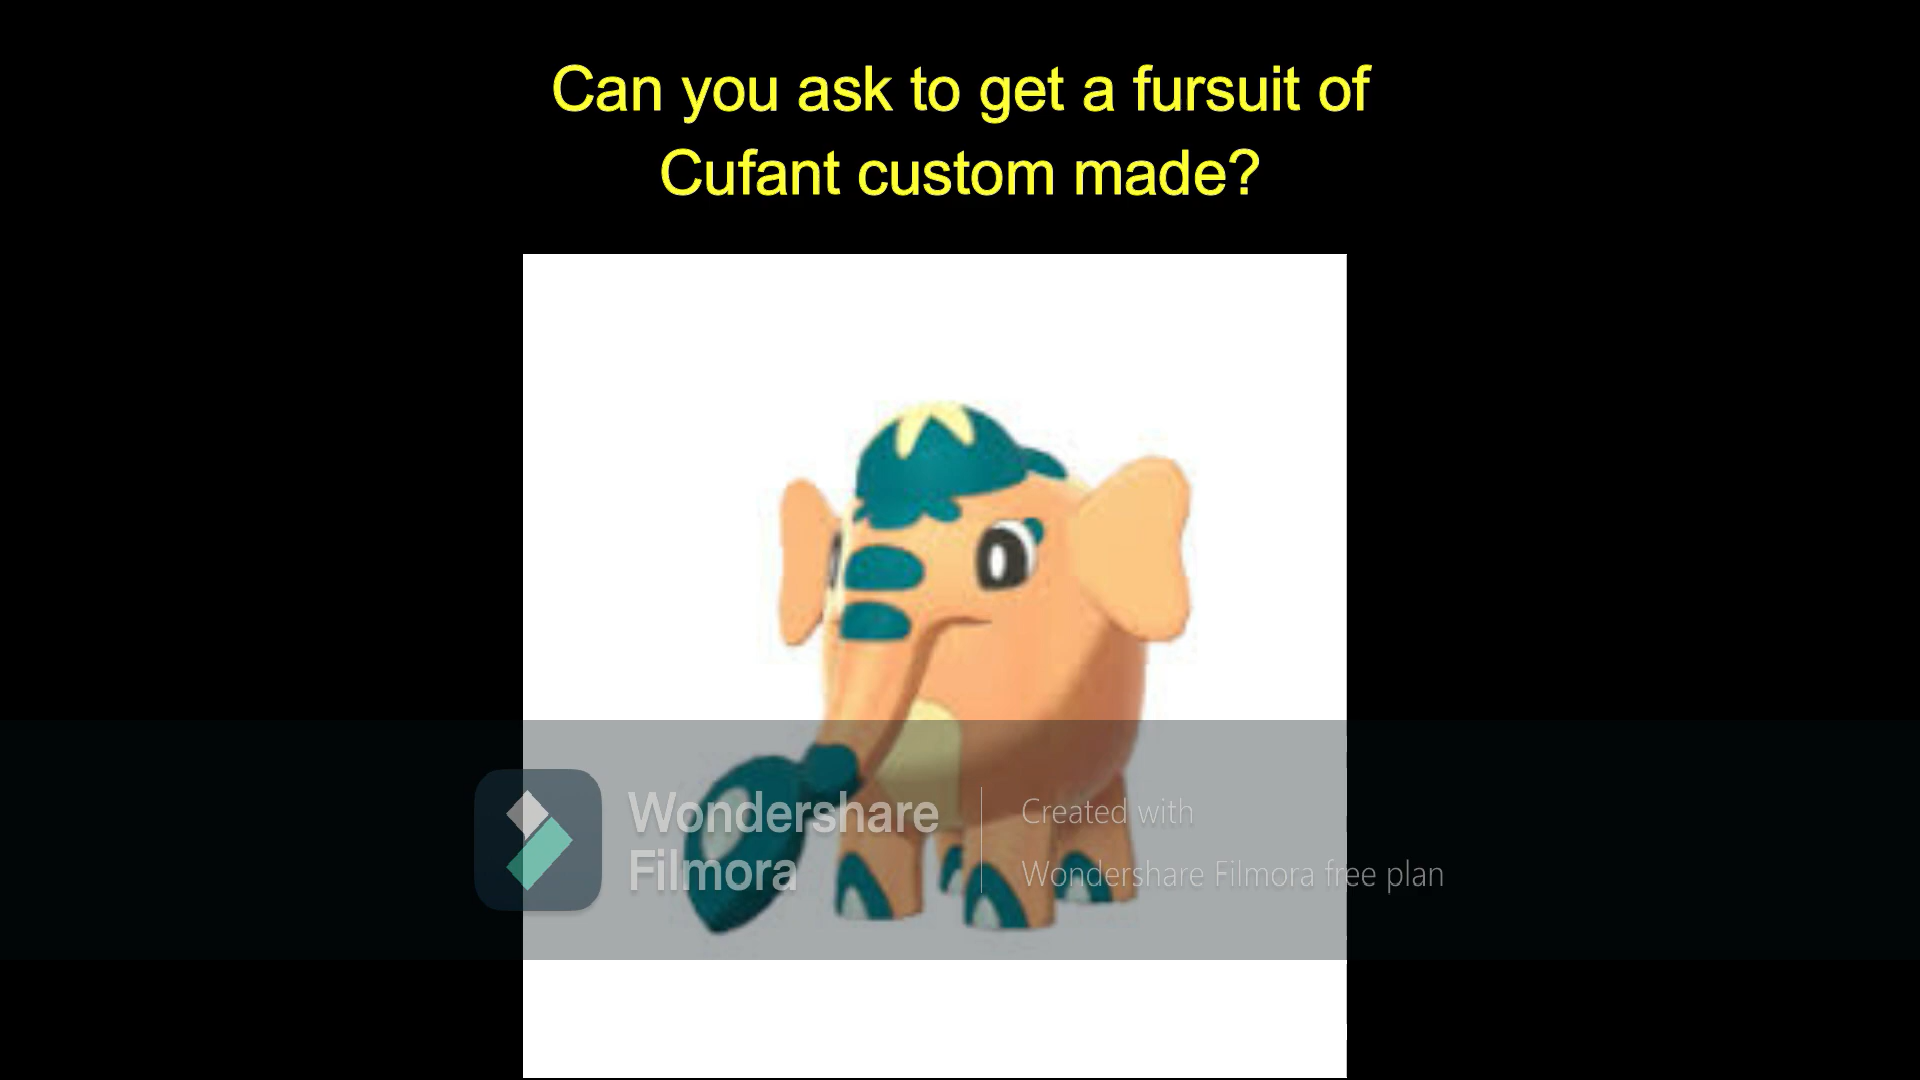 Can you ask to get a fursuit of
Cufant custom made?
Wondershare
Filmora
Created with
Wondershare Filmora free plan